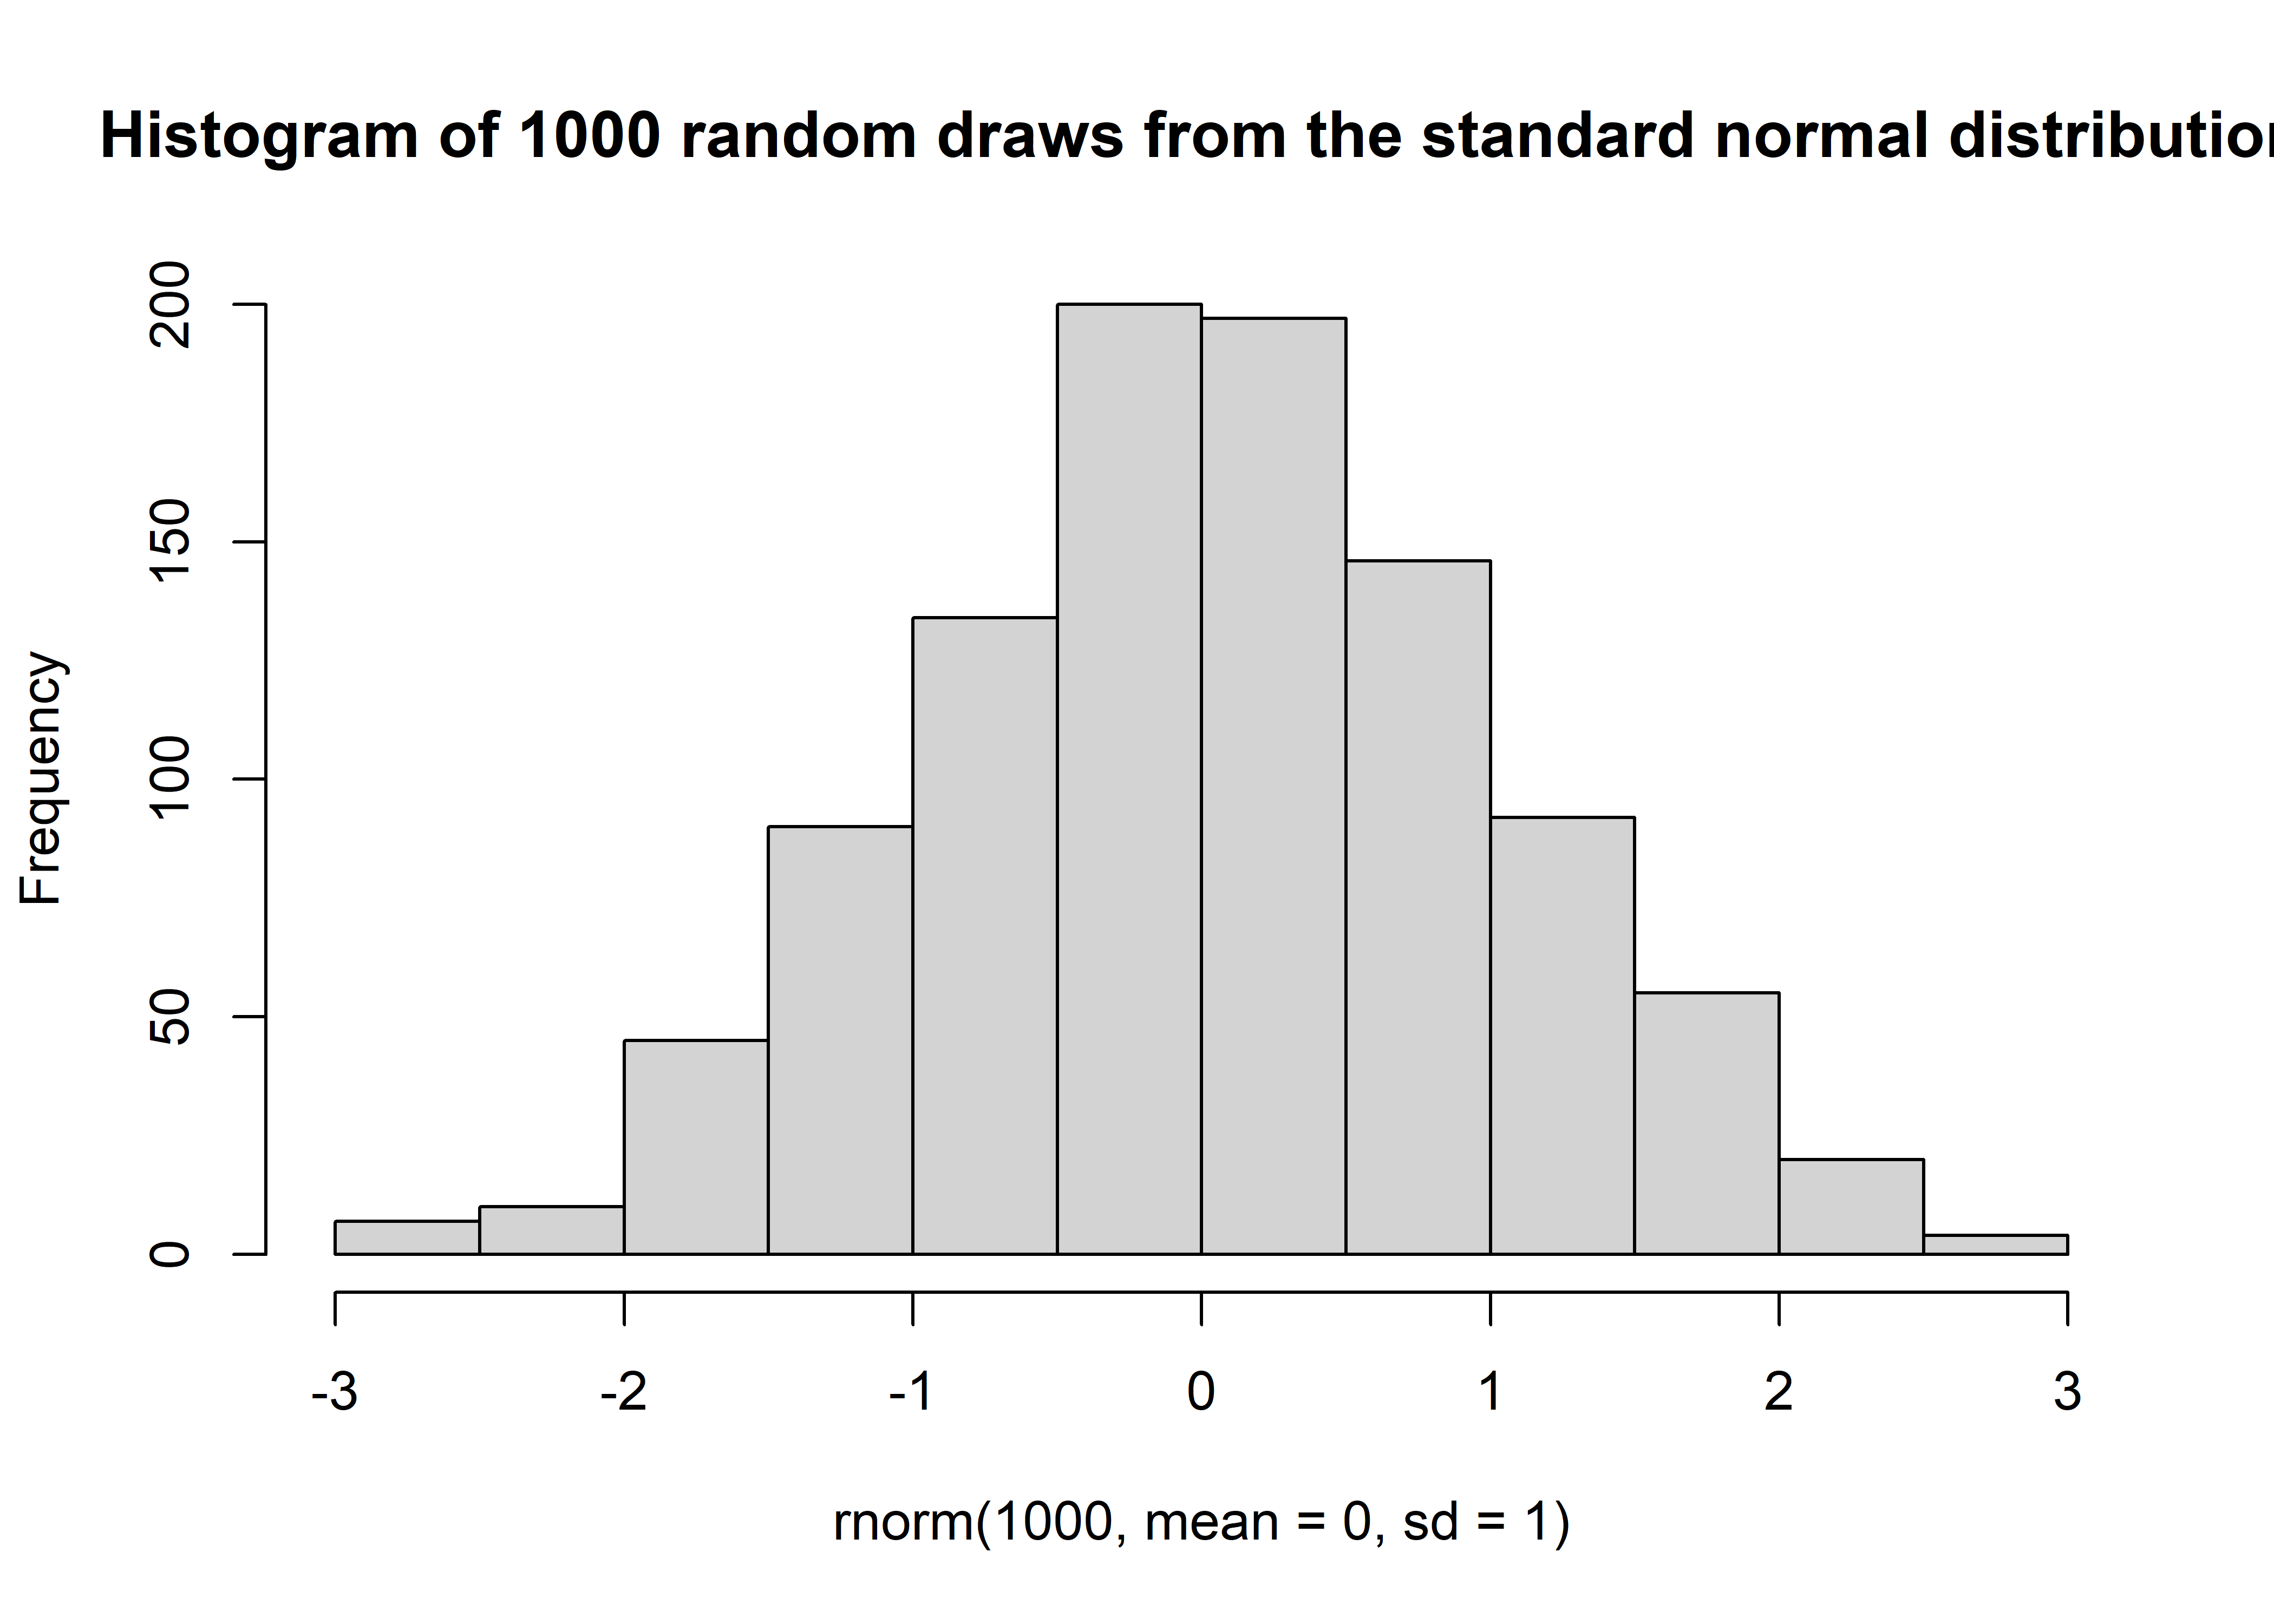 Histogram of 1000 random draws from the standard normal distribution
Frequency
200
150
100
50
0
-3 -2 -1 0 1 2 3
rnorm(1000, mean = 0, sd = 1)